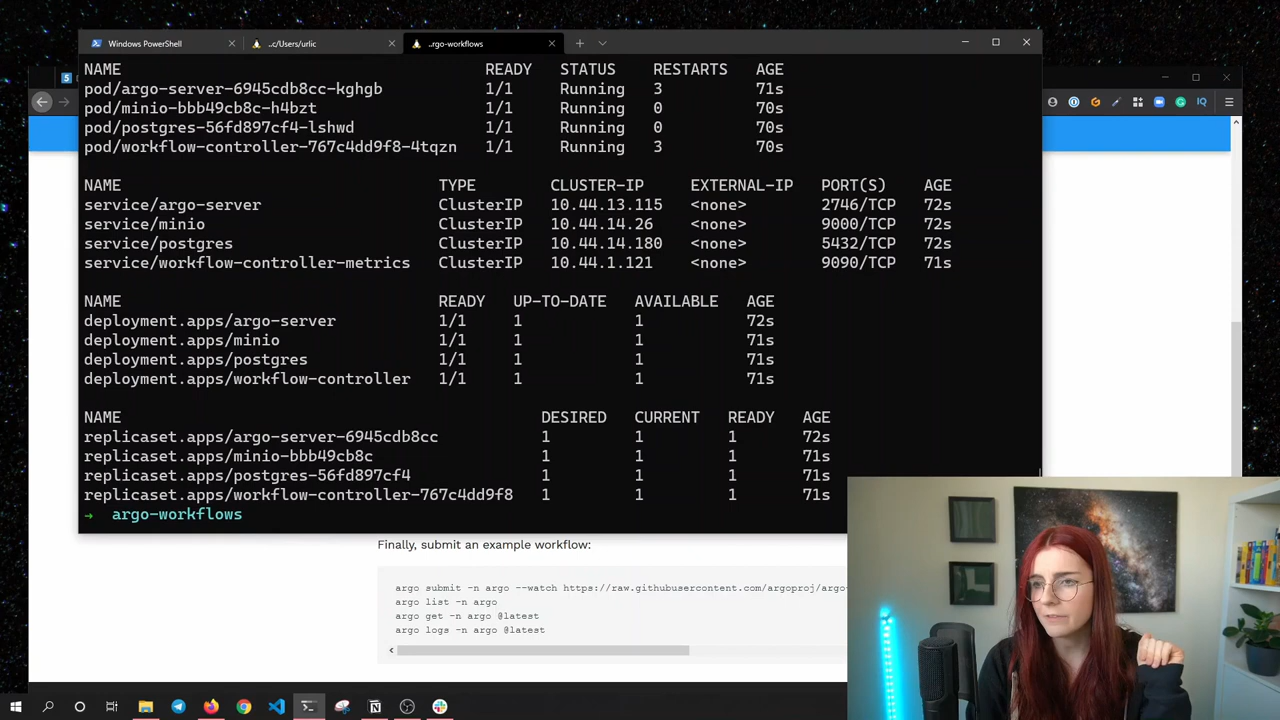 Windows PowerShell
..c/Users/urlic
..rgo-workflows
NAME READY STATUS RESTARTS AGE
pod/argo-server-6945cdb8cc-kghgb 1/1 Running 3 71s
pod/minio-bbb49cb8c-h4bzt 1/1 Running 0 70s
pod/postgres-56fd897cf4-lshwd 1/1 Running 0 70s
pod/workflow-controller-767c4dd9f8-4tqzn 1/1 Running 3 70s
NAME TYPE CLUSTER-IP EXTERNAL-IP PORT(S) AGE
service/argo-server ClusterIP 10.44.13.115 <none> 2746/TCP 72s
service/minio ClusterIP 10.44.14.26 <none> 9000/TCP 72s
service/postgres ClusterIP 10.44.14.180 <none> 5432/TCP 72s
service/workflow-controller-metrics ClusterIP 10.44.1.121 <none> 9090/TCP 71s
NAME READY UP-TO-DATE AVAILABLE AGE
deployment.apps/argo-server 1/1 1 1 72s
deployment.apps/minio 1/1 1 1 71s
deployment.apps/postgres 1/1 1 1 71s
deployment.apps/workflow-controller 1/1 1 1 71s
NAME DESIRED CURRENT READY AGE
replicaset.apps/argo-server-6945cdb8cc 1 1 1 72s
replicaset.apps/minio-bbb49cb8c 1 1 1 71s
replicaset.apps/postgres-56fd897cf4 1 1 1 71s
replicaset.apps/workflow-controller-767c4dd9f8 1 1 1 71s
→ argo-workflows
Finally, submit an example workflow:
argo submit -n argo --watch https://raw.githubusercontent.com/argoproj/argo-
argo list -n argo
argo get -n argo @latest
argo logs -n argo @latest